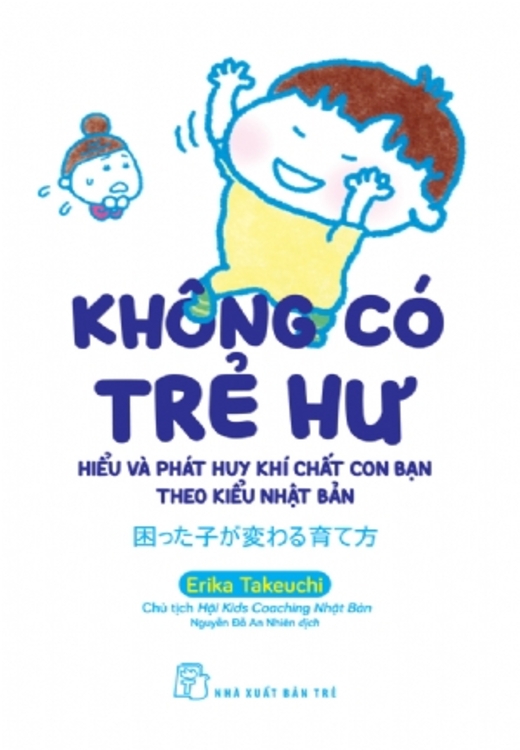 KHÔNG CÓ
TRẺ HƯ
HIỂU VÀ PHÁT HUY KHÍ CHẤT CON BẠN
THEO KIỂU NHẬT BẢN
困った子が変わる育て方
Erika Takeuchi
Chủ tịch Hội Kids Coaching Nhật Bản
Nguyễn Đỗ An Nhiên dịch
NHÀ XUẤT BẢN TRẺ